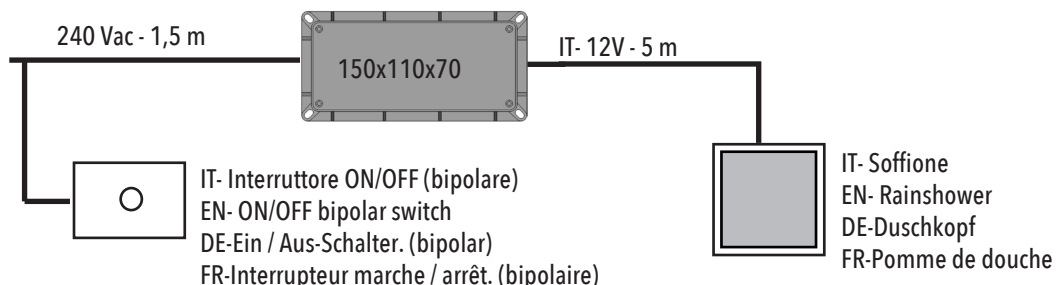 240 Vac - 1,5 m
150x110x70
IT- 12V - 5 m
IT- Interruttore ON/OFF (bipolare)
EN- ON/OFF bipolar switch
DE-Ein / Aus-Schalter. (bipolar)
FR-Interrupteur marche / arrêt. (bipolaire)
IT- Soffione
EN- Rainshower
DE-Duschkopf
FR-Pomme de douche